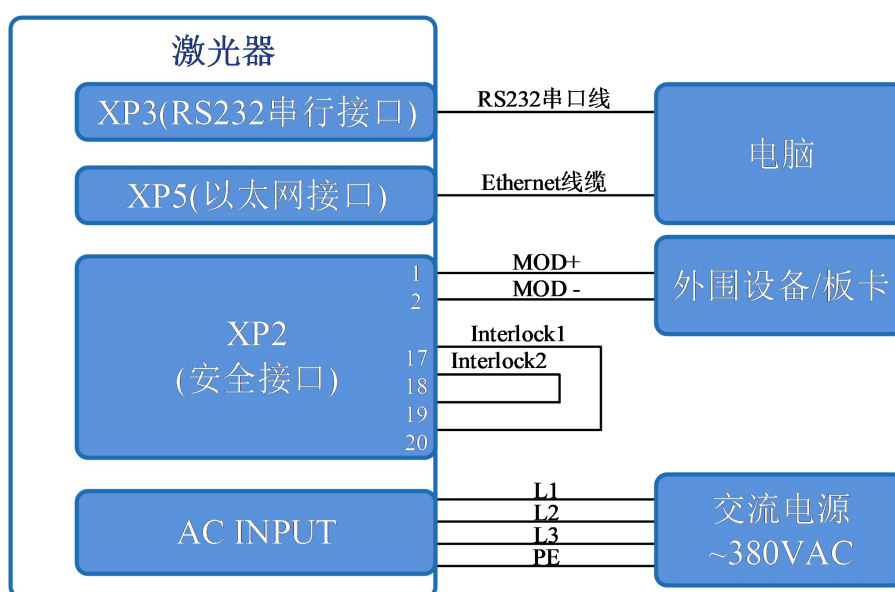 激光器
XP3(RS232串行接口)
RS232串口线
电脑
XP5(以太网接口)
Ethernet线缆
XP2
(安全接口)
1
2
17
18
19
20
MOD+
MOD -
外围设备/板卡
Interlock1
Interlock2
AC INPUT
L1
L2
L3
PE
交流电源
~380VAC